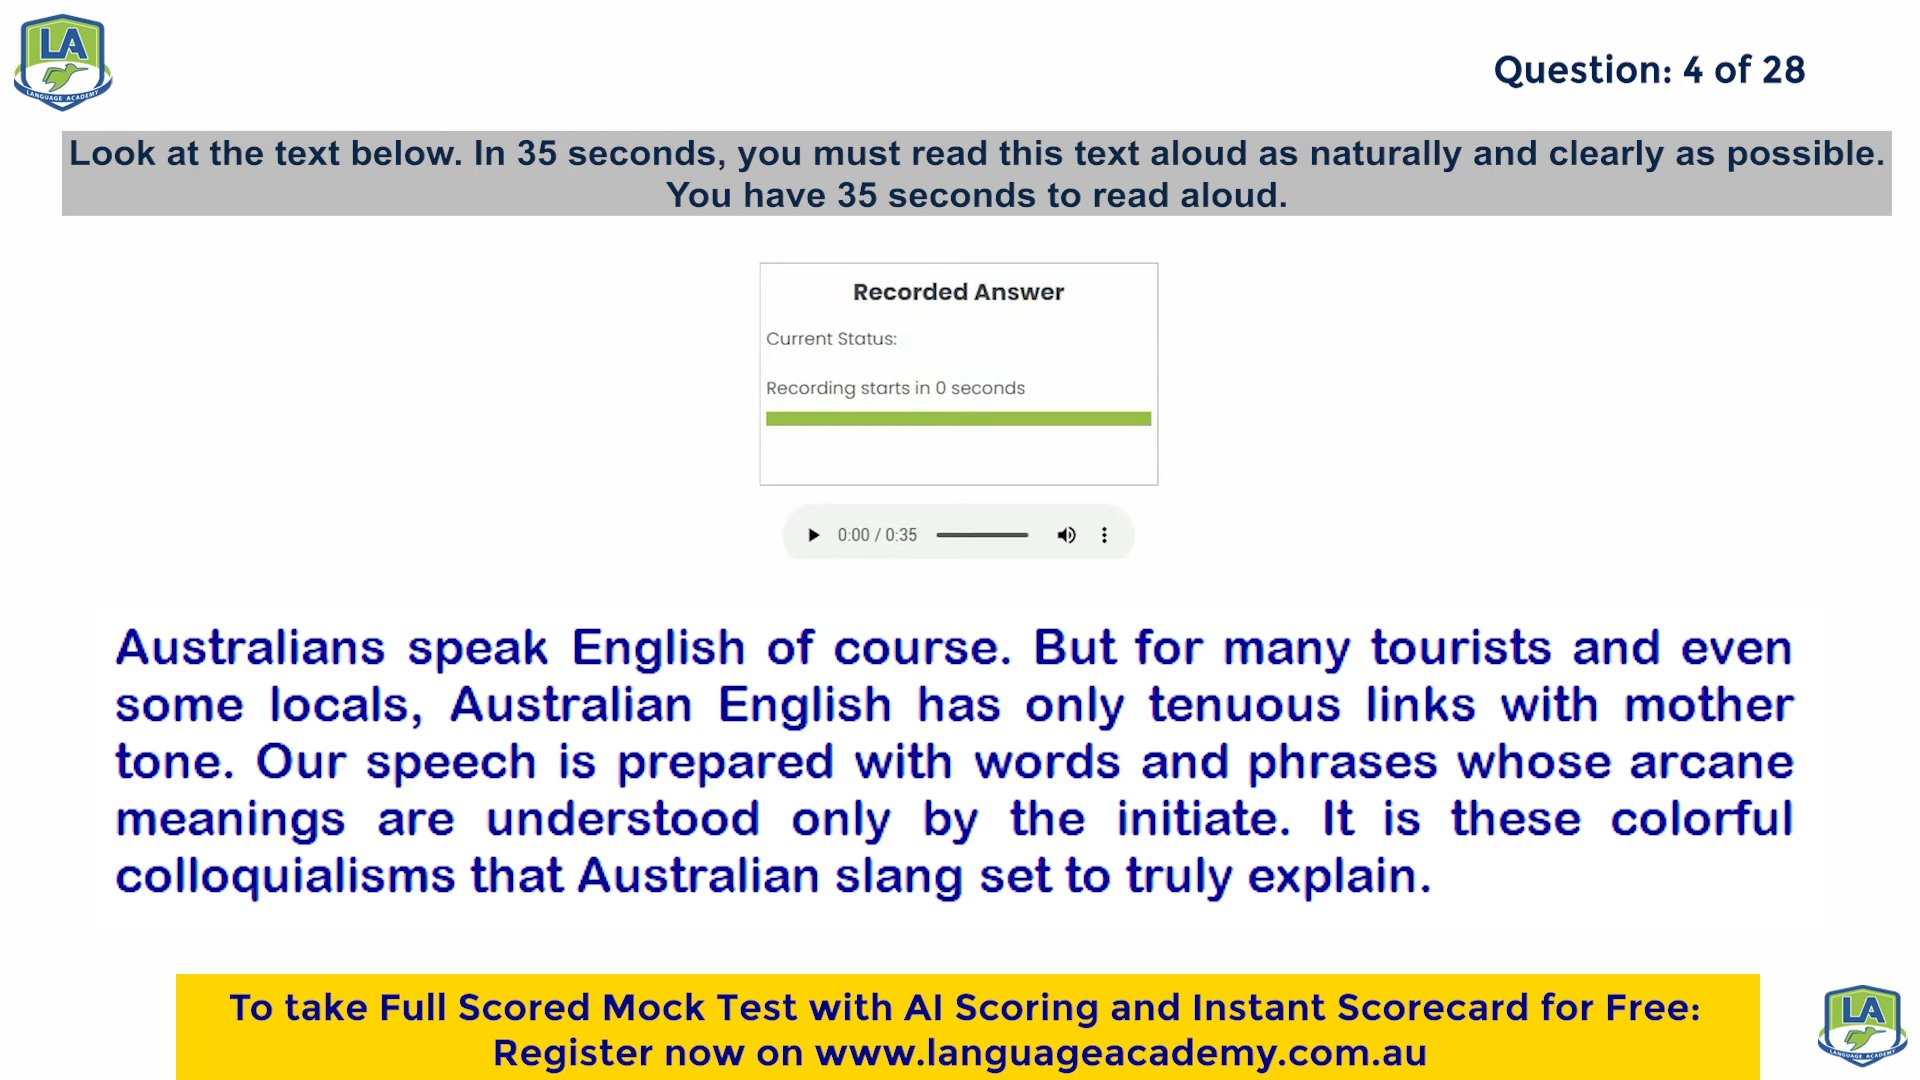 LA
LANGUAGE ACADEMY
Question: 4 of 28
Look at the text below. In 35 seconds, you must read this text aloud as naturally and clearly as possible.
You have 35 seconds to read aloud.
Recorded Answer
Current Status:
Recording starts in 0 seconds
0:00 / 0:35
Australians speak English of course. But for many tourists and even
some locals, Australian English has only tenuous links with mother
tone. Our speech is prepared with words and phrases whose arcane
meanings are understood only by the initiate. It is these colorful
colloquialisms that Australian slang set to truly explain.
To take Full Scored Mock Test with AI Scoring and Instant Scorecard for Free:
Register now on www.languageacademy.com.au
LA
LANGUAGE ACADEMY